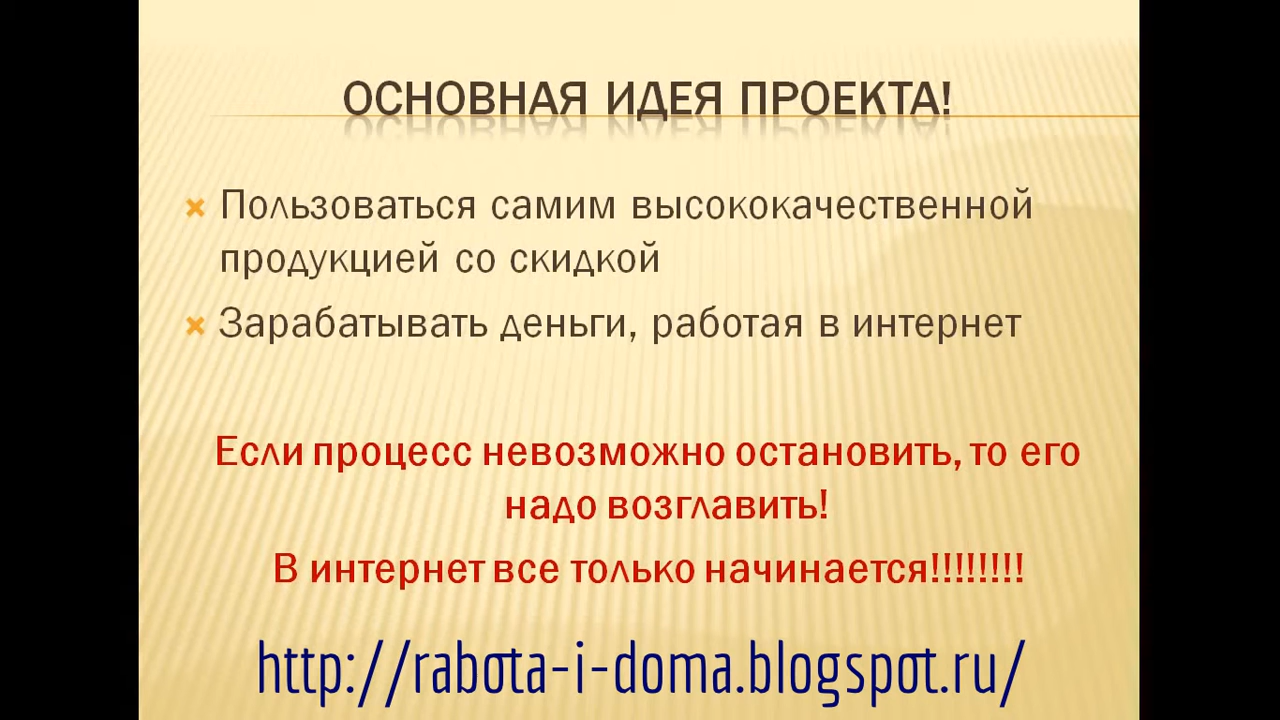 ОСНОВНАЯ ИДЕЯ ПРОЕКТА!
Пользоваться самим высококачественной
продукцией со скидкой
Зарабатывать деньги, работая в интернет
Если процесс невозможно остановить, то его
надо возглавить!
В интернет все только начинается!!!!!!!!
http://rabota-i-doma.blogspot.ru/